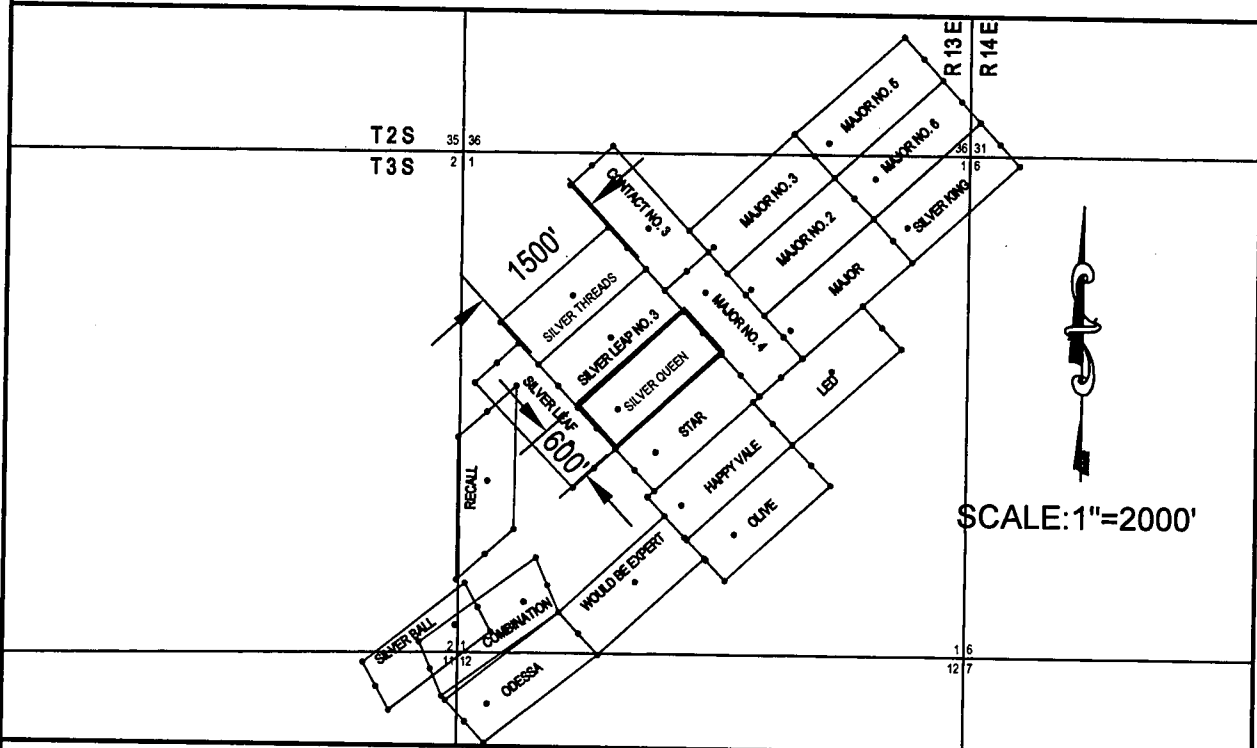 R 13 E
R 14 E
MAJOR NO. 5
T 2 S
35 36
MAJOR NO. 6
36 31
T 3 S
2 1
1 6
CONTACT NO. 3
MAJOR NO. 3
SILVER KING
MAJOR NO. 2
1500'
MAJOR
SILVER THREADS
MAJOR NO. 4
SILVER LEAP NO. 3
SILVER QUEEN
LED
SILVER LEAF
STAR
600'
HAPPY VALE
RECALL
OLIVE
SCALE:1"=2000'
WOULD BE EXPERT
COMBINATION
SILVER BALL
2 1
11 12
1 6
12 7
ODESSA